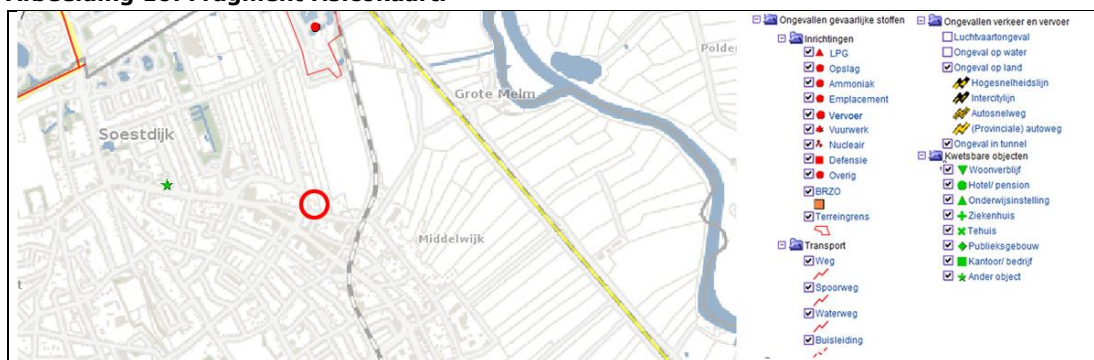 Afbeelding 10: Fragment Risicokaart.
Polde
Grote Melm
Soestdijk
Middelwijk
t
Ongevallen gevaarlijke stoffen
Inrichtingen
LPG
Opslag
Ammoniak
Emplacement
Vervoer
Vuurwerk
Nucleair
Defensie
Overig
BRZO
Terreingrens
Transport
Weg
Spoorweg
Waterweg
Buisleiding
Ongevallen verkeer en vervoer
Luchtvaartongeval
Ongeval op water
Ongeval op land
Hogesnelheidslijn
Intercitylijn
Autosnelweg
(Provinciale) autoweg
Ongeval in tunnel
Kwetsbare objecten
Woonverblijf
Hotel/ pension
Onderwijsinstelling
Ziekenhuis
Tehuis
Publieksgebouw
Kantoor/ bedrijf
Ander object